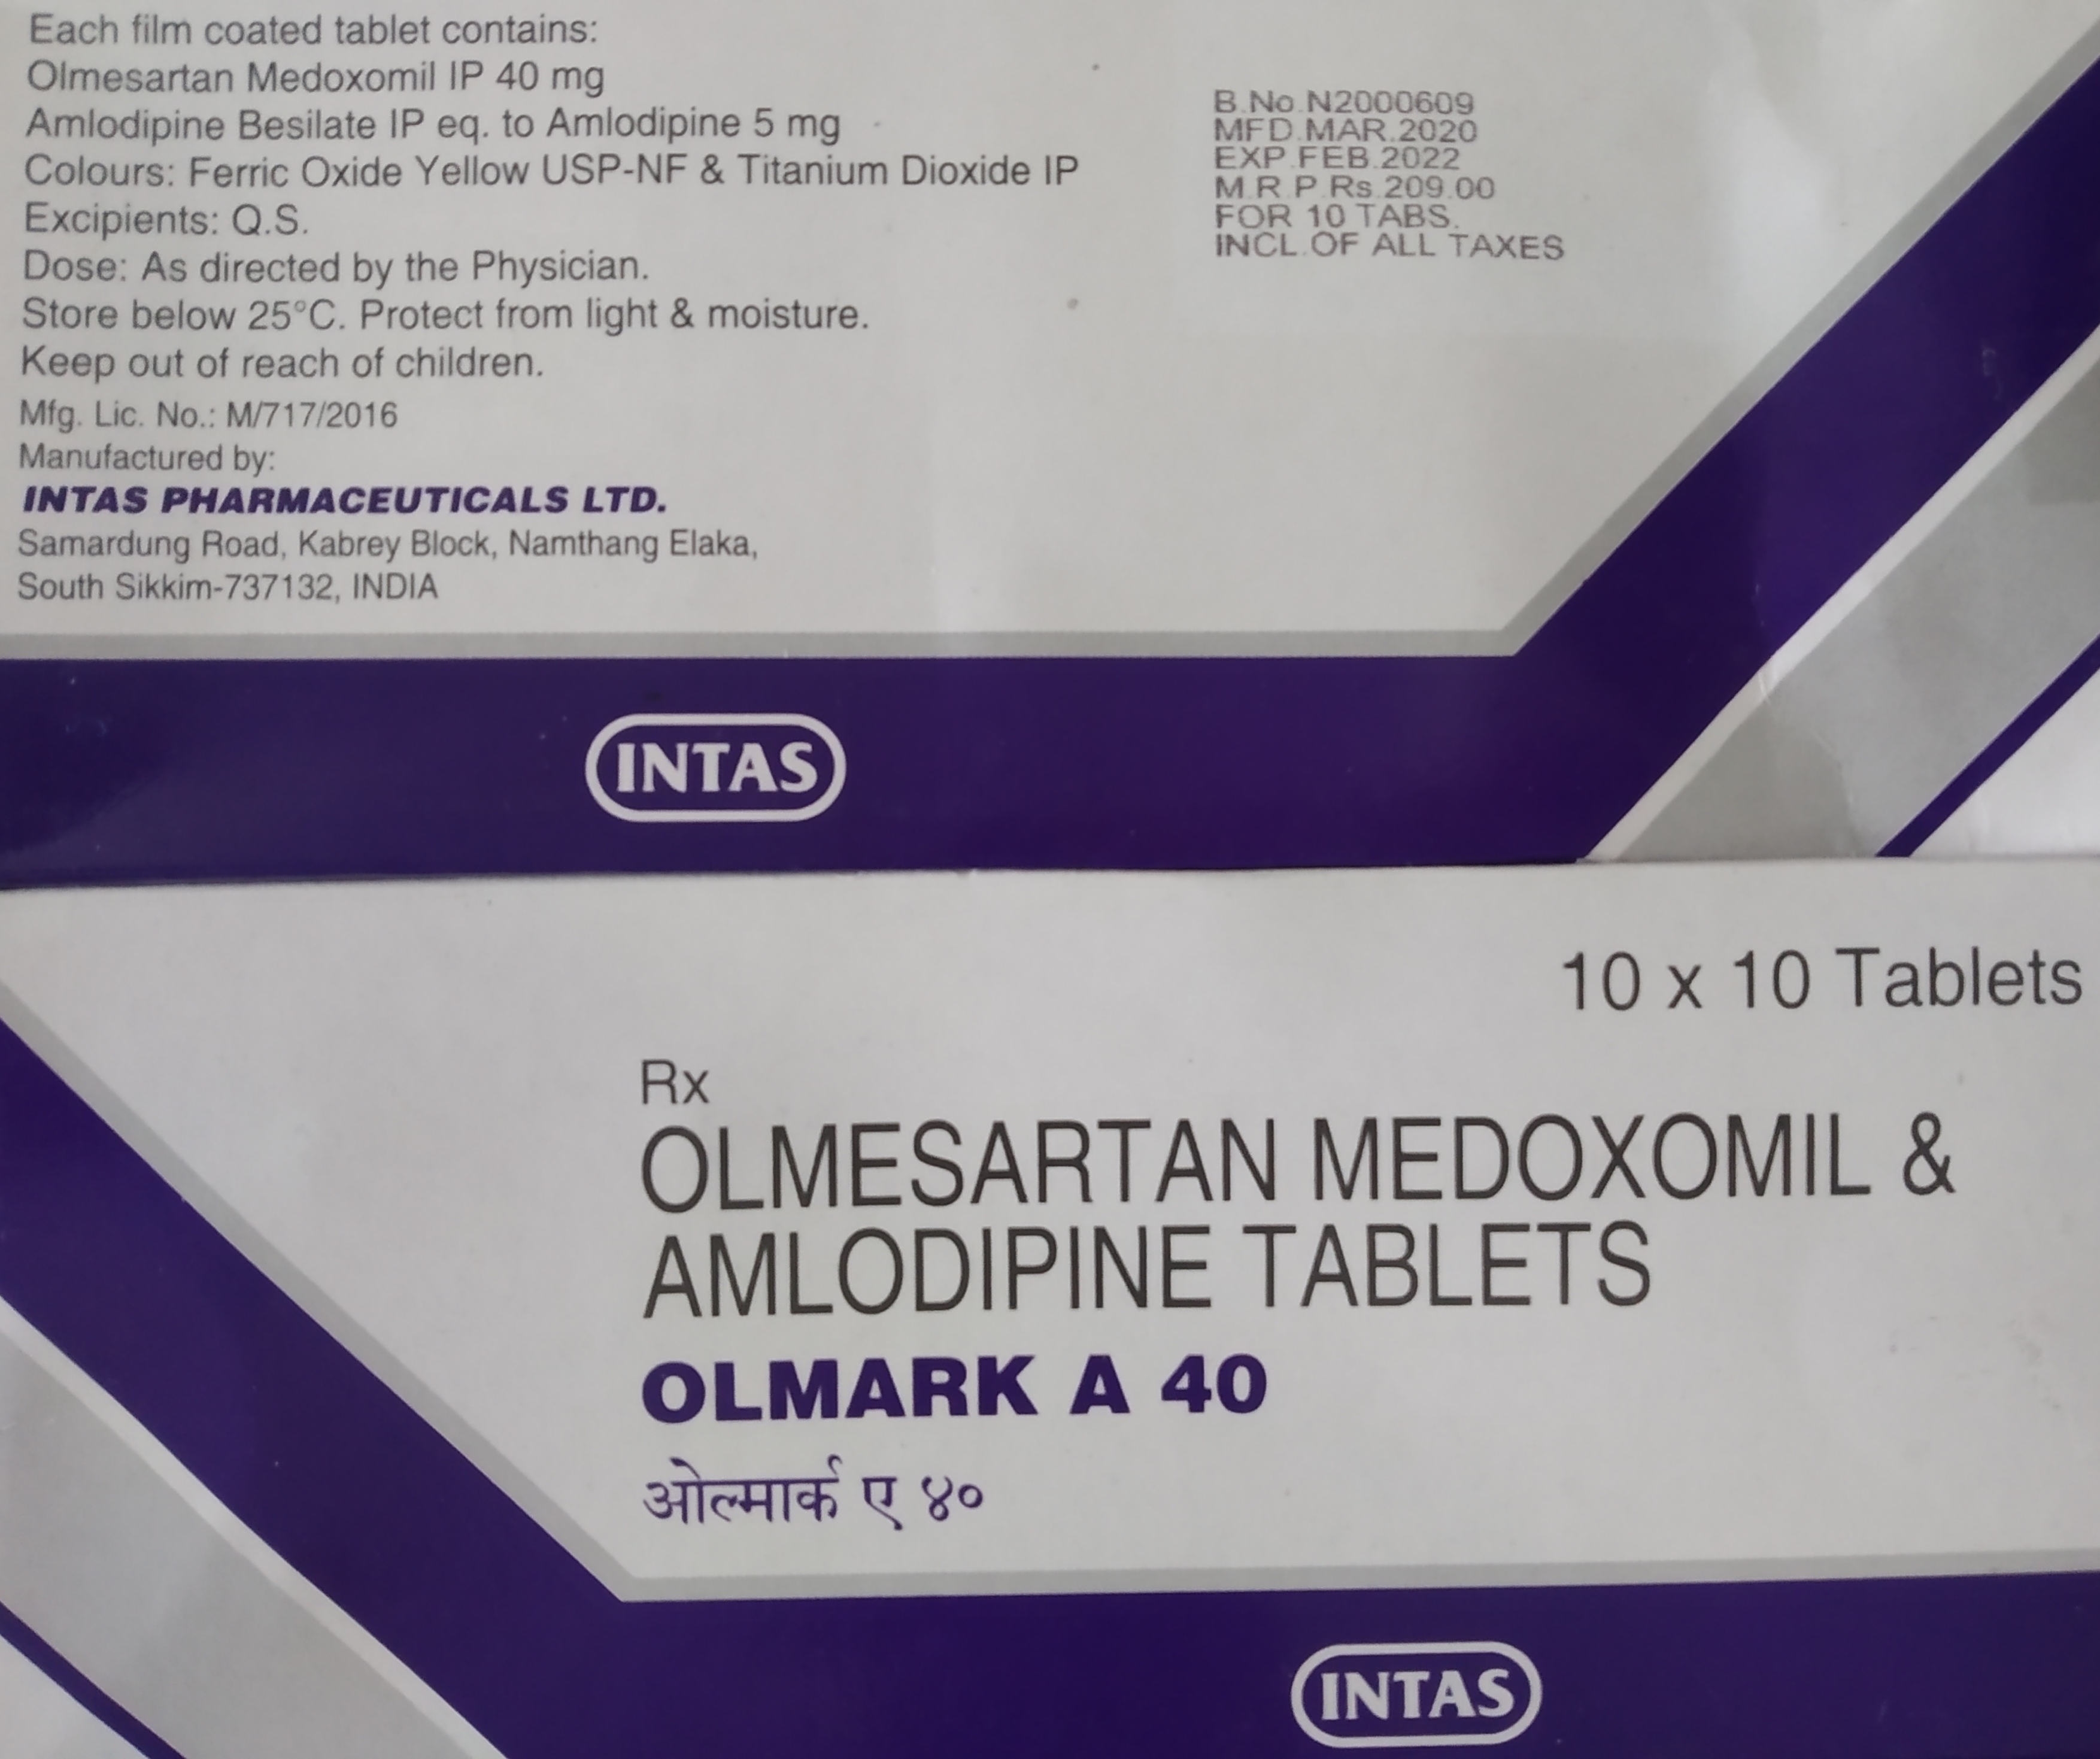 Each film coated tablet contains:
Olmesartan Medoxomil IP 40 mg
Amlodipine Besilate IP eq. to Amlodipine 5 mg
Colours: Ferric Oxide Yellow USP-NF & Titanium Dioxide IP
Excipients: Q.S.
Dose: As directed by the Physician.
Store below 25°C. Protect from light & moisture.
Keep out of reach of children.
Mfg. Lic. No.: M/717/2016
Manufactured by:
INTAS PHARMACEUTICALS LTD.
Samardung Road, Kabrey Block, Namthang Elaka,
South Sikkim-737132, INDIA
B.No.N2000609
MFD.MAR.2020
EXP.FEB.2022
M.R.P.Rs.209.00
FOR 10 TABS.
INCL.OF ALL TAXES
INTAS
10 x 10 Tablets
Rx
OLMESARTAN MEDOXOMIL &
AMLODIPINE TABLETS
OLMARK A 40
ओल्मार्क ए ४०
INTAS